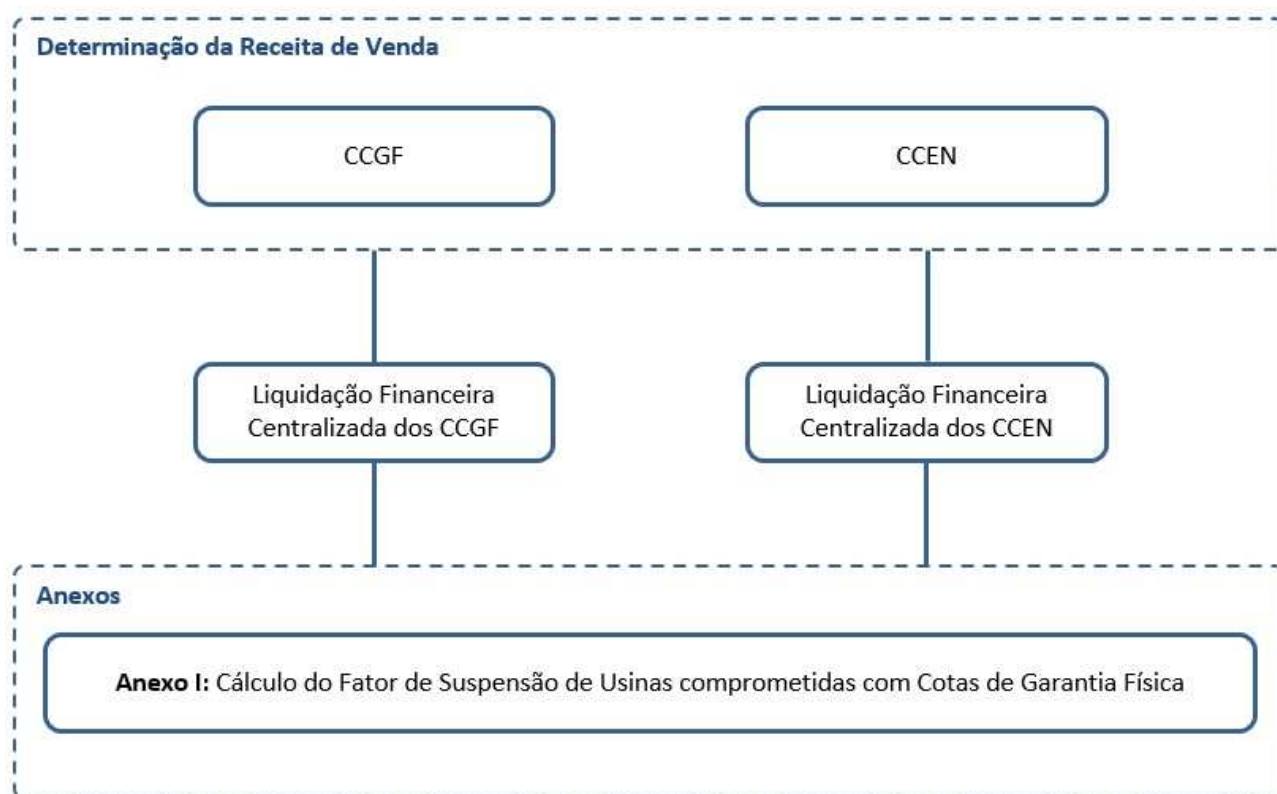 Determinação da Receita de Venda
CCGF
CCEN
Liquidação Financeira
Centralizada dos CCGF
Liquidação Financeira
Centralizada dos CCEN
Anexos
Anexo I: Cálculo do Fator de Suspensão de Usinas comprometidas com Cotas de Garantia Física